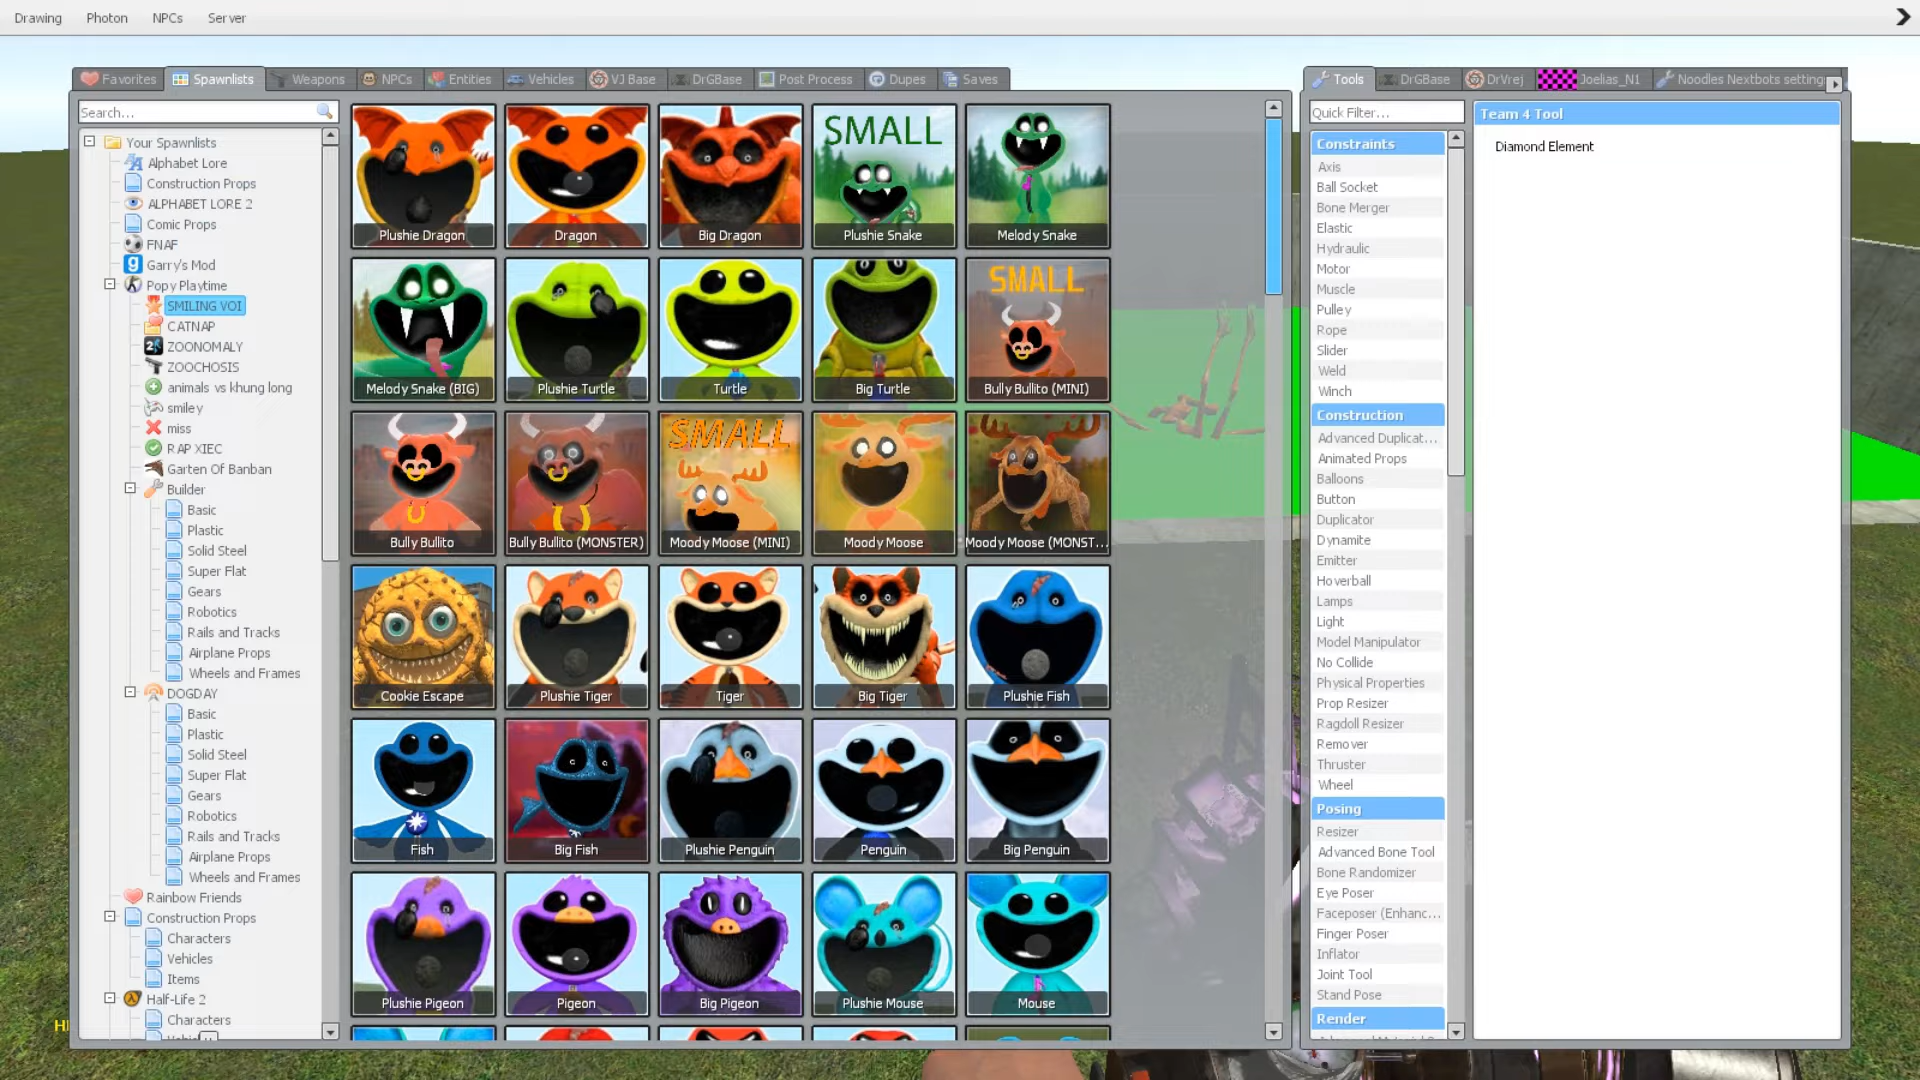 Drawing
Photon
NPCs
Server
Favorites
Spawnlists
Weapons
NPCs
Entities
Vehicles
VJ Base
DrGBase
Post Process
Dupes
Saves
Search...
Your Spawnlists
Alphabet Lore
Construction Props
ALPHABET LORE 2
Comic Props
FNAF
Garry's Mod
Popy Playtime
SMILING VOI
CATNAP
ZOONOMALY
ZOOCHOSIS
animals vs khung long
smiley
miss
RAP XIEC
Garten Of Banban
Builder
Basic
Plastic
Solid Steel
Super Flat
Gears
Robotics
Rails and Tracks
Airplane Props
Wheels and Frames
DOGDAY
Basic
Plastic
Solid Steel
Super Flat
Gears
Robotics
Rails and Tracks
Airplane Props
Wheels and Frames
Rainbow Friends
Construction Props
Characters
Vehicles
Items
Half-Life 2
Characters
Plushie Dragon
Dragon
Big Dragon
SMALL
Plushie Snake
Melody Snake
Melody Snake (BIG)
Plushie Turtle
Turtle
Big Turtle
SMALL
Bully Bullito (MINI)
Bully Bullito
Bully Bullito (MONSTER)
SMALL
Moody Moose (MINI)
Moody Moose
Moody Moose (MONST...
Cookie Escape
Plushie Tiger
Tiger
Big Tiger
Plushie Fish
Fish
Big Fish
Plushie Penguin
Penguin
Big Penguin
Plushie Pigeon
Pigeon
Big Pigeon
Plushie Mouse
Mouse
Tools
DrGBase
DrVrej
Joelias_N1
Noodles Nextbots setting
Quick Filter...
Constraints
Axis
Ball Socket
Bone Merger
Elastic
Hydraulic
Motor
Muscle
Pulley
Rope
Slider
Weld
Winch
Construction
Advanced Duplicat...
Animated Props
Balloons
Button
Duplicator
Dynamite
Emitter
Hoverball
Lamps
Light
Model Manipulator
No Collide
Physical Properties
Prop Resizer
Ragdoll Resizer
Remover
Thruster
Wheel
Posing
Resizer
Advanced Bone Tool
Bone Randomizer
Eye Poser
Faceposer (Enhanc...
Finger Poser
Inflator
Joint Tool
Stand Pose
Render
Team 4 Tool
Diamond Element